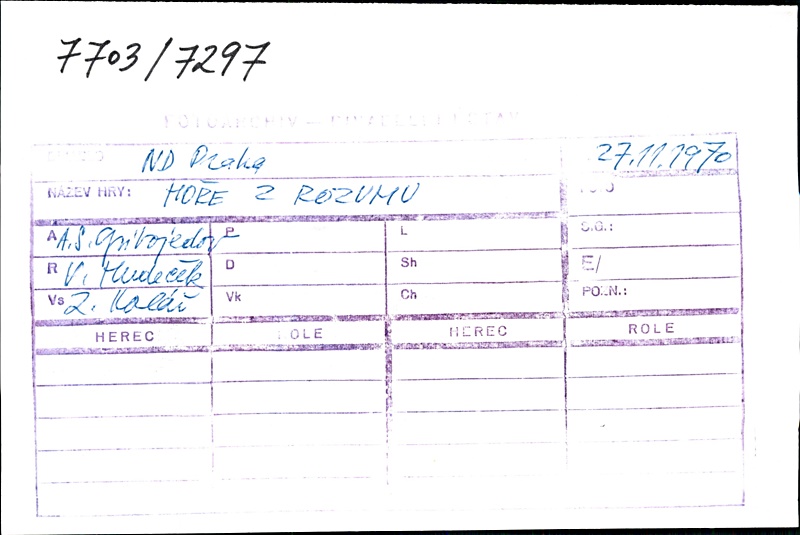 7703/7297
FOTOARCHIV — DIVADELNÍ ÚSTAV
ND Praha 27.11.1970
NÁZEV HRY: HOŘE Z ROZUMU
A A.S. Gribojedov P L S.G.:
R V. Hudeček D Sh E/
Vs Z. Kolář Vk Ch POZN.:
HEREC ROLE HEREC ROLE